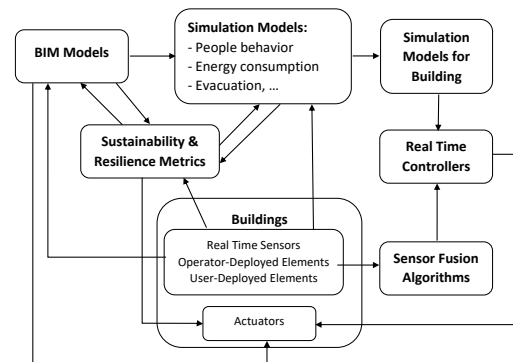 BIM Models
Simulation Models:
- People behavior
- Energy consumption
- Evacuation, ...
Simulation
Models for
Building
Sustainability &
Resilience Metrics
Real Time
Controllers
Buildings
Real Time Sensors
Operator-Deployed Elements
User-Deployed Elements
Sensor Fusion
Algorithms
Actuators